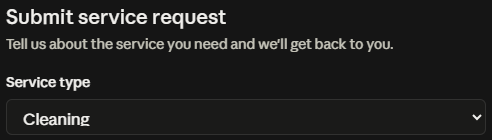 Submit service request
Tell us about the service you need and we'll get back to you.
Service type
Cleaning